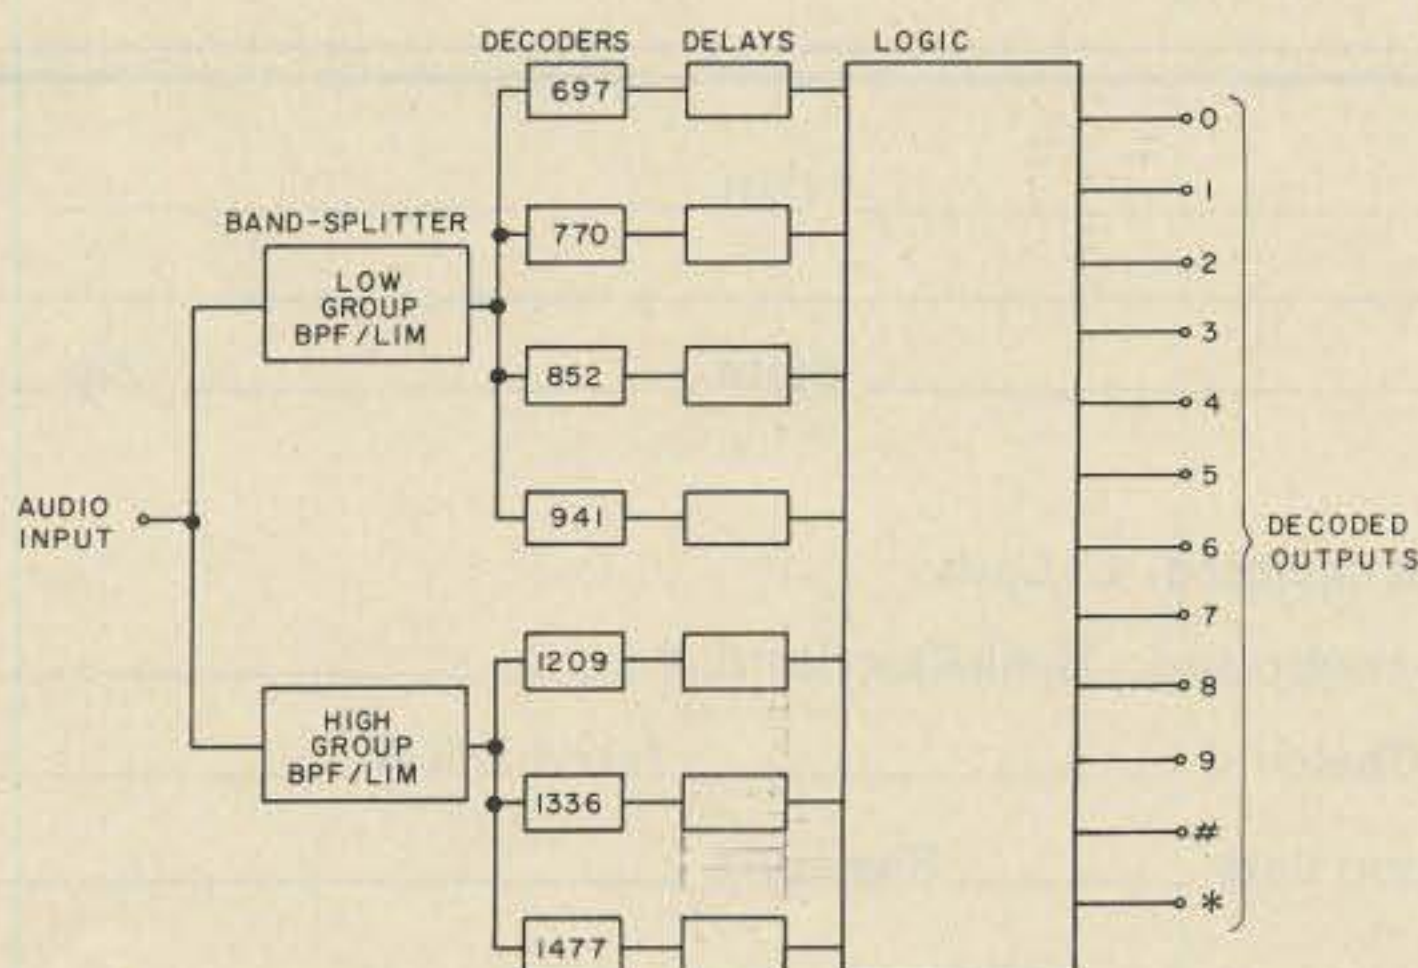 DECODERS
DELAYS
LOGIC
697
770
852
941
BAND-SPLITTER
LOW
GROUP
BPF/LIM
AUDIO
INPUT
HIGH
GROUP
BPF/LIM
1209
1336
1477
0
1
2
3
4
5
6
7
8
9
#
*
DECODED
OUTPUTS